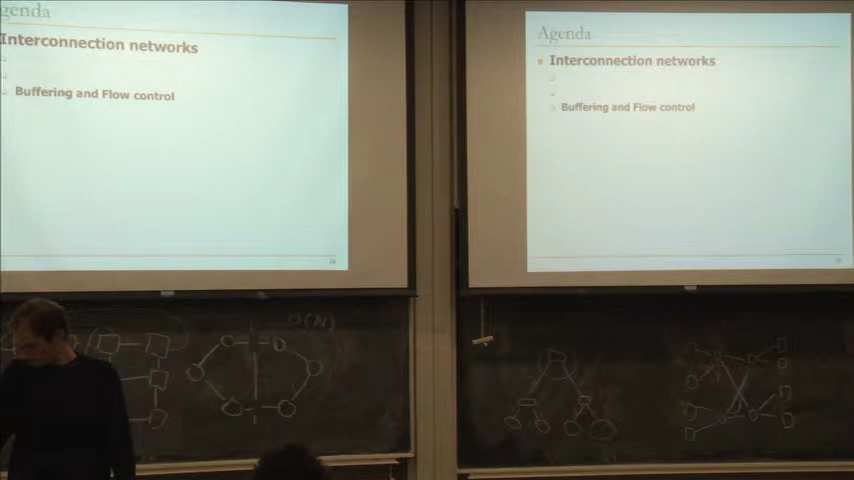 genda
Interconnection networks
Buffering and Flow control
Agenda
Interconnection networks
Buffering and Flow control
O(N)